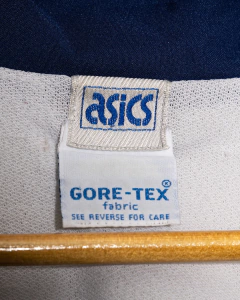 asics
GORE-TEX®
fabric
SEE REVERSE FOR CARE